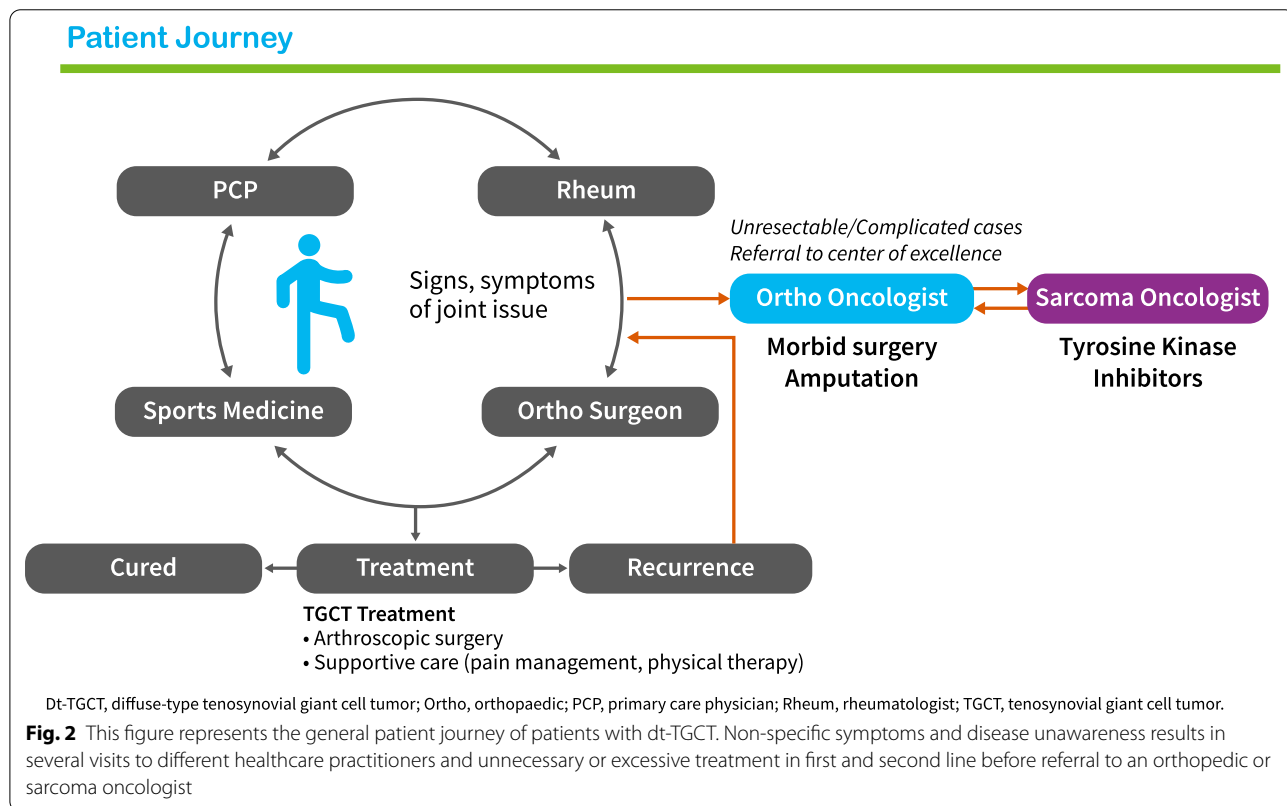 Patient Journey
PCP
Rheum
Signs, symptoms
of joint issue
Unresectable/Complicated cases
Referral to center of excellence
Ortho Oncologist
Sarcoma Oncologist
Morbid surgery
Amputation
Tyrosine Kinase
Inhibitors
Sports Medicine
Ortho Surgeon
Cured
Treatment
Recurrence
TGCT Treatment
• Arthroscopic surgery
• Supportive care (pain management, physical therapy)
Dt-TGCT, diffuse-type tenosynovial giant cell tumor; Ortho, orthopaedic; PCP, primary care physician; Rheum, rheumatologist; TGCT, tenosynovial giant cell tumor.
Fig. 2 This figure represents the general patient journey of patients with dt-TGCT. Non-specific symptoms and disease unawareness results in
several visits to different healthcare practitioners and unnecessary or excessive treatment in first and second line before referral to an orthopedic or
sarcoma oncologist